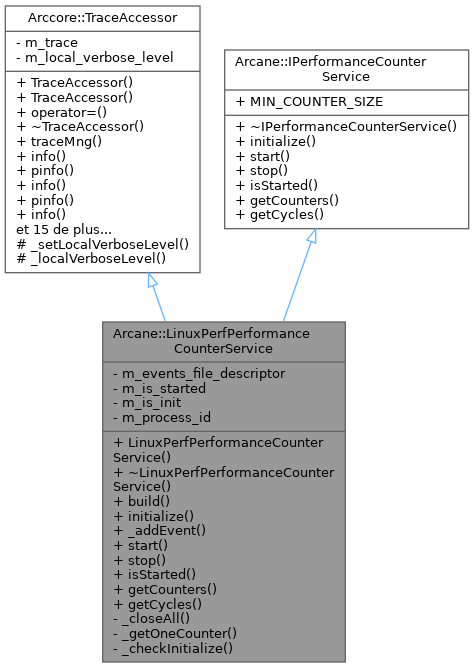 Arccore::TraceAccessor
- m_trace
- m_local_verbose_level
+ TraceAccessor()
+ TraceAccessor()
+ operator=()
+ ~TraceAccessor()
+ traceMng()
+ info()
+ pinfo()
+ info()
+ pinfo()
+ info()
et 15 de plus...
# _setLocalVerboseLevel()
# _localVerboseLevel()
Arcane::IPerformanceCounter
Service
+ MIN_COUNTER_SIZE
+ ~IPerformanceCounterService()
+ initialize()
+ start()
+ stop()
+ isStarted()
+ getCounters()
+ getCycles()
Arcane::LinuxPerfPerformance
CounterService
- m_events_file_descriptor
- m_is_started
- m_is_init
- m_process_id
+ LinuxPerfPerformanceCounter
Service()
+ ~LinuxPerfPerformanceCounter
Service()
+ build()
+ initialize()
+ _addEvent()
+ start()
+ stop()
+ isStarted()
+ getCounters()
+ getCycles()
- _closeAll()
- _getOneCounter()
- _checkInitialize()